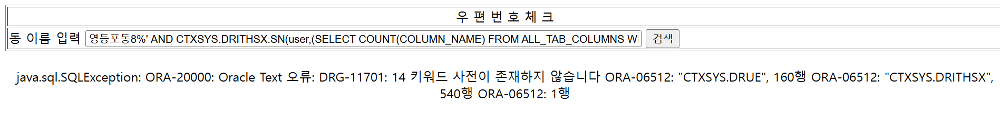 우 편 번 호 체 크
동 이름 입력 영등포동8%' AND CTXSYS.DRITHSX.SN(user,(SELECT COUNT(COLUMN_NAME) FROM ALL_TAB_COLUMNS WI 검색
java.sql.SQLException: ORA-20000: Oracle Text 오류: DRG-11701: 14 키워드 사전이 존재하지 않습니다 ORA-06512: "CTXSYS.DRUE", 160행 ORA-06512: "CTXSYS.DRITHSX",
540행 ORA-06512: 1행